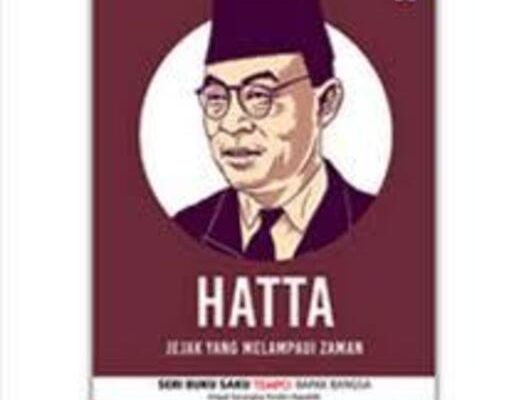 HATTA
JEJAK YANG MELAMPAUI ZAMAN
SERI BUKU SAKU TEMPO: BAPAK BANGSA